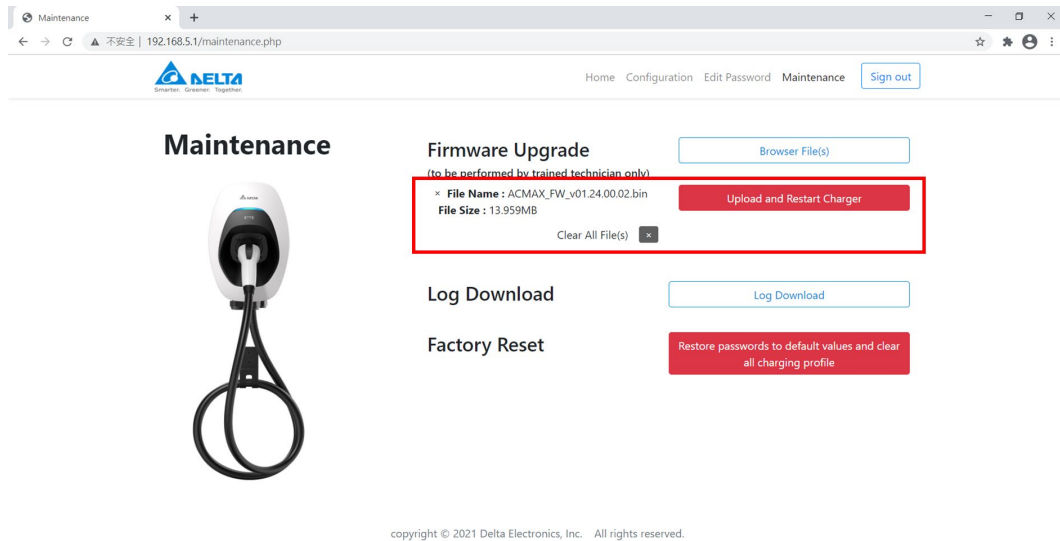 Maintenance
不安全 | 192.168.5.1/maintenance.php
DELTA
Smarter. Greener. Together.
Home Configuration Edit Password Maintenance Sign out
Maintenance
Firmware Upgrade
Browser File(s)
(to be performed by trained technician only)
× File Name : ACMAX_FW_v01.24.00.02.bin
Upload and Restart Charger
File Size : 13.959MB
Clear All File(s) ×
Log Download
Log Download
Factory Reset
Restore passwords to default values and clear
all charging profile
copyright © 2021 Delta Electronics, Inc. All rights reserved.